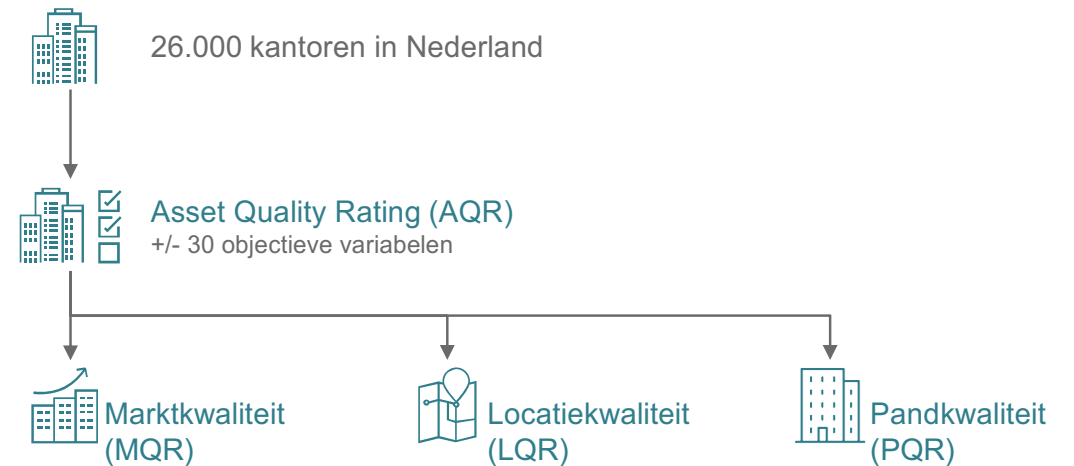 26.000 kantoren in Nederland
Asset Quality Rating (AQR)
+/- 30 objectieve variabelen
Marktkwaliteit
(MQR)
Locatiekwaliteit
(LQR)
Pandkwaliteit
(PQR)